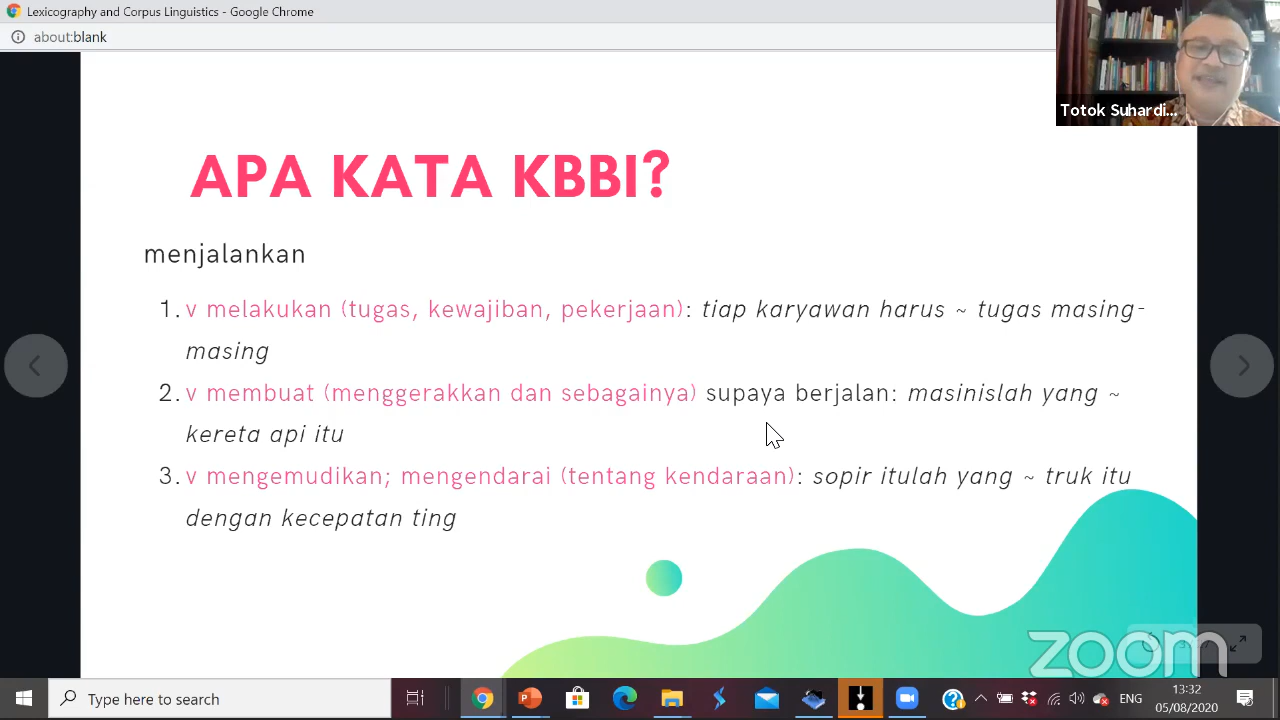 Lexicography and Corpus Linguistics - Google Chrome
about:blank
Totok Suhardi...
APA KATA KBBI?
menjalankan
1. v melakukan (tugas, kewajiban, pekerjaan): tiap karyawan harus ~ tugas masing-
masing
2. v membuat (menggerakkan dan sebagainya) supaya berjalan: masinislah yang ~
kereta api itu
3. v mengemudikan; mengendarai (tentang kendaraan): sopir itulah yang ~ truk itu
dengan kecepatan ting
zoom
Type here to search
ENG
13:32
05/08/2020